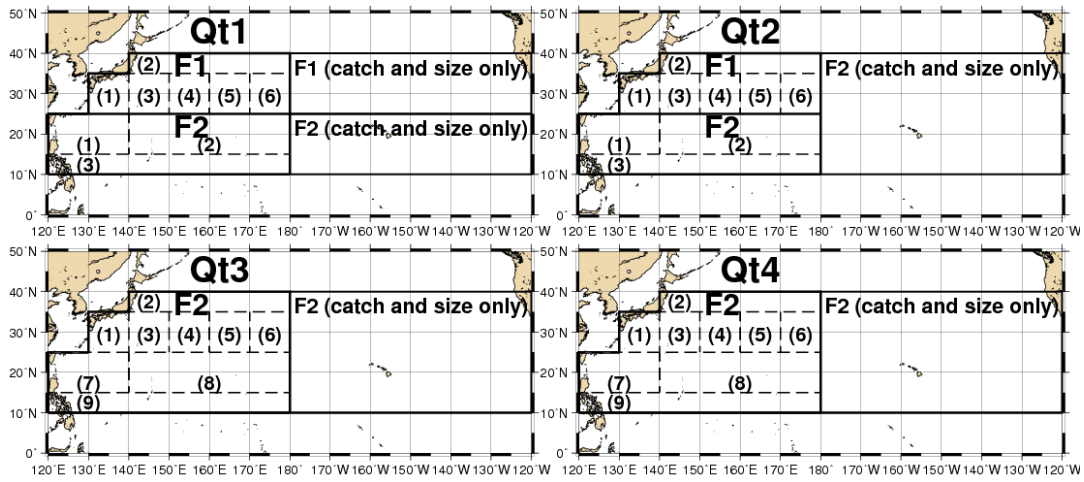 50°N Qt1 50°N Qt2
40°N (2) F1 F1 (catch and size only) 40°N (2) F1 F2 (catch and size only)
30°N (1) (3) (4) (5) (6) 30°N (1) (3) (4) (5) (6)
20°N F2 F2 (catch and size only) 20°N F2
(1) (2) (1) (2)
10°N (3) 10°N (3)
0° 0°
120°E 130°E 140°E 150°E 160°E 170°E 180° 170°W 160°W 150°W 140°W 130°W 120°W 120°E 130°E 140°E 150°E 160°E 170°E 180° 170°W 160°W 150°W 140°W 130°W 120°W
50°N Qt3 50°N Qt4
40°N (2) F2 F2 (catch and size only) 40°N (2) F2 F2 (catch and size only)
30°N (1) (3) (4) (5) (6) 30°N (1) (3) (4) (5) (6)
20°N (7) (8) 20°N (7) (8)
10°N (9) 10°N (9)
0° 0°
120°E 130°E 140°E 150°E 160°E 170°E 180° 170°W 160°W 150°W 140°W 130°W 120°W 120°E 130°E 140°E 150°E 160°E 170°E 180° 170°W 160°W 150°W 140°W 130°W 120°W